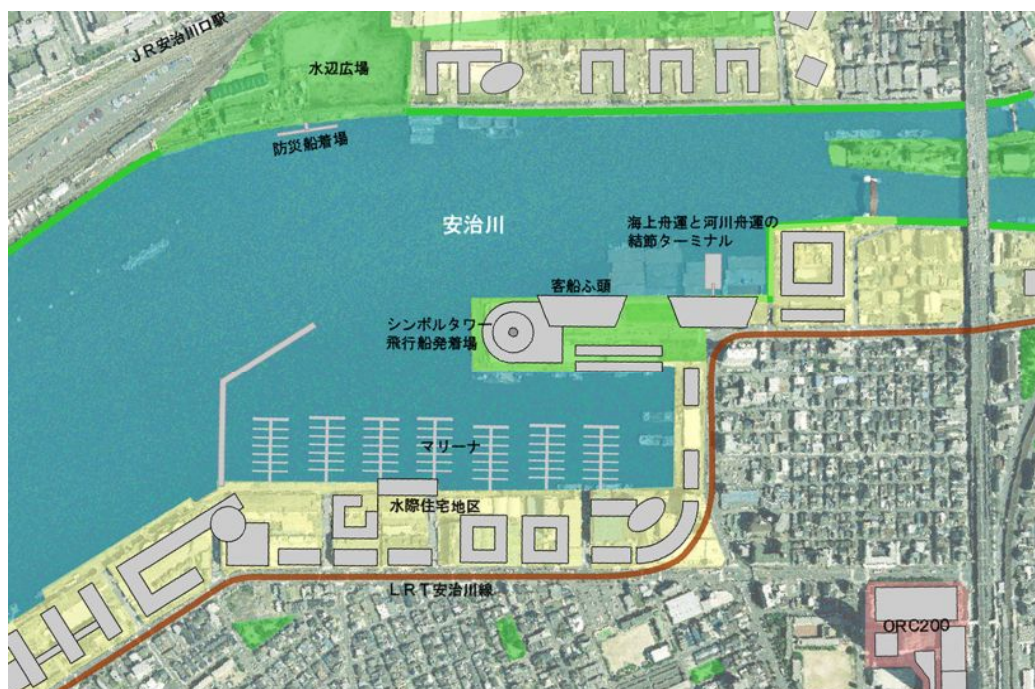 JR安治川口駅
水辺広場
防災船着場
安治川
海上舟運と河川舟運の
結節ターミナル
客船ふ頭
シンボルタワー
飛行船発着場
マリーナ
水際住宅地区
LRT安治川線
ORC200